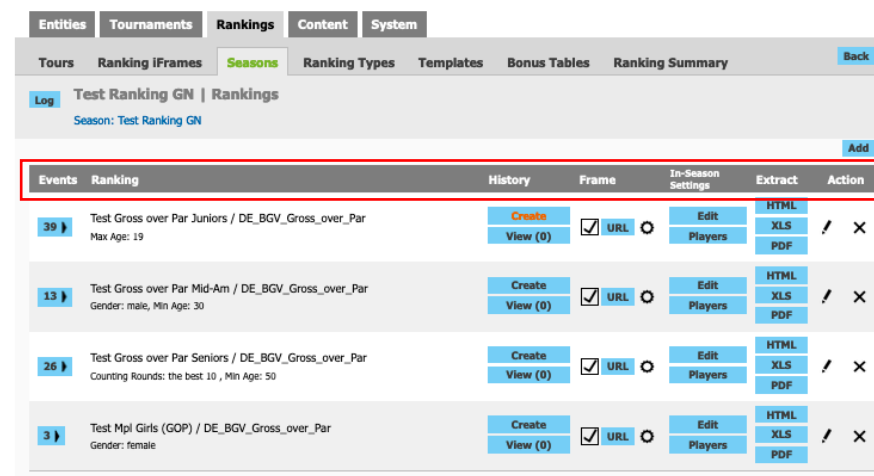 Entities Tournaments Rankings Content System
Tours Ranking iFrames Seasons Ranking Types Templates Bonus Tables Ranking Summary Back
Log Test Ranking GN | Rankings
Season: Test Ranking GN
Add
Events Ranking History Frame In-Season Settings Extract Action
39 Test Gross over Par Juniors / DE_BGV_Gross_over_Par Create URL Edit HTML
Max Age: 19 View (0) Players XLS
PDF
13 Test Gross over Par Mid-Am / DE_BGV_Gross_over_Par Create URL Edit HTML
Gender: male, Min Age: 30 View (0) Players XLS
PDF
26 Test Gross over Par Seniors / DE_BGV_Gross_over_Par Create URL Edit HTML
Counting Rounds: the best 10 , Min Age: 50 View (0) Players XLS
PDF
3 Test Mpl Girls (GOP) / DE_BGV_Gross_over_Par Create URL Edit HTML
Gender: female View (0) Players XLS
PDF